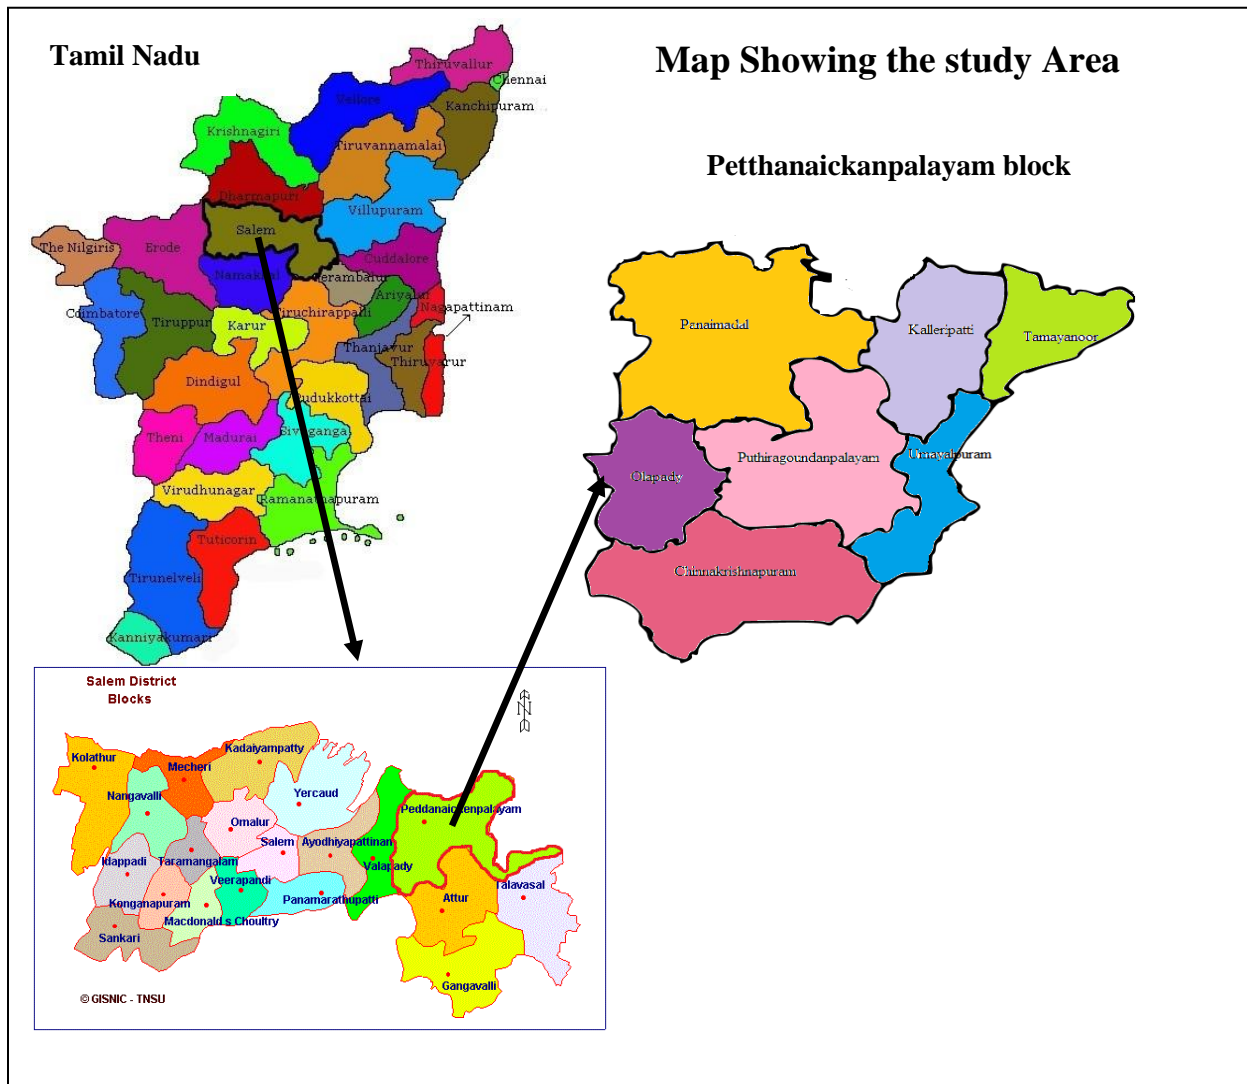 Tamil Nadu
Map Showing the study Area
Petthanaickanpalayam block
Thiruvallur
Chennai
Vellore
Kanchipuram
Krishnagiri
Tiruvannamalai
Dharmapuri
Villupuram
Salem
The Nilgiris
Erode
Cuddalore
Namakkal
Perambalur
Ariyalur
Nagapattinam
Coimbatore
Tiruppur
Karur
Tiruchirappalli
Thanjavur
Thiruvarur
Dindigul
Pudukkottai
Theni
Madurai
Sivaganga
Virudhunagar
Ramanathapuram
Tuticorin
Tirunelveli
Kanniyakumari
Panaimadal
Kalleripatti
Tamayanoor
Puthiragoundanpalayam
Umayalpuram
Olapady
Chinnakrishnapuram
Salem District
Blocks
N
Kolathur
Mecheri
Kadaiyampatty
Nangavalli
Yercaud
Peddanaickenpalayam
Omalur
Salem
Ayodhiyapattinan
Idappadi
Taramangalam
Valapady
Veerapandi
Talavasal
Konganapuram
Panamarathupatti
Attur
Macdonald s Choultry
Sankari
Gangavalli
© GISNIC - TNSU